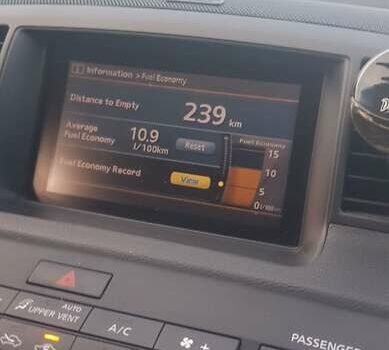 Information > Fuel Economy
Distance to Empty 239 km
Average Fuel Economy 10.9 l/100km Reset
Fuel Economy Record View
Fuel Economy
15
10
5
0
AUTO
UPPER VENT
A/C
+
PASSENGER